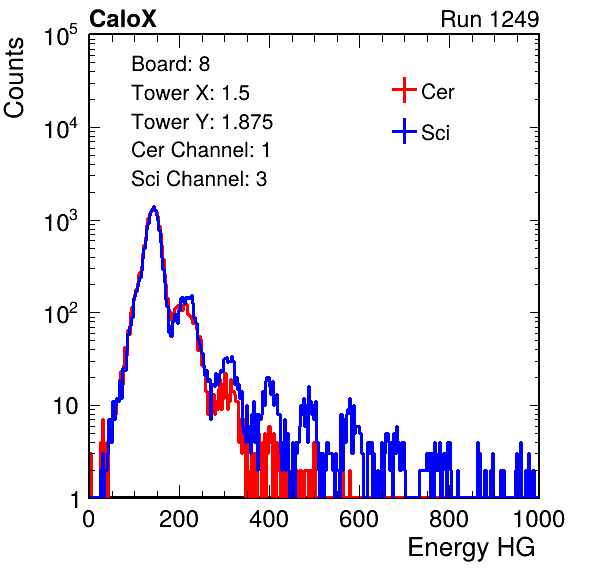 CaloX Run 1249
10^5
Counts
Board: 8
Tower X: 1.5
Tower Y: 1.875
Cer Channel: 1
Sci Channel: 3
Cer
Sci
10^4
10^3
10^2
10
1
0 200 400 600 800 1000
Energy HG